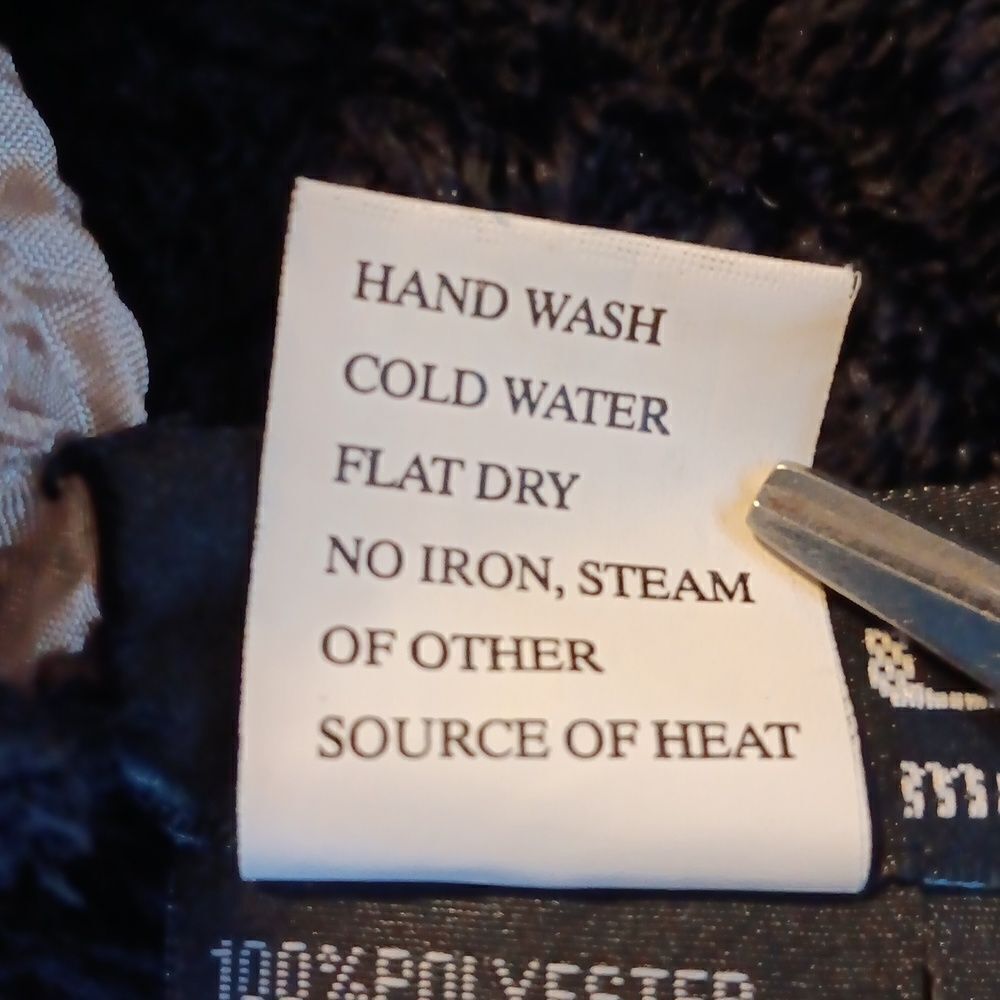 HAND WASH
COLD WATER
FLAT DRY
NO IRON, STEAM
OF OTHER
SOURCE OF HEAT
100% POLYESTER